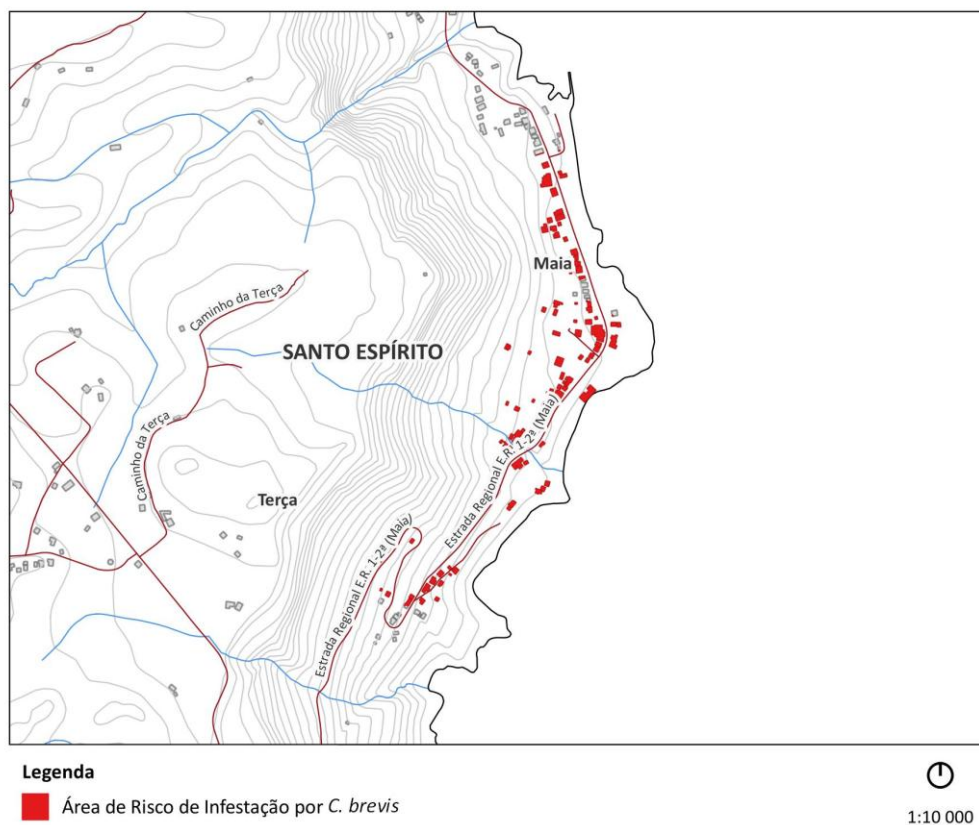 Maia
Caminho da Terça
SANTO ESPÍRITO
Caminho da Terça
Estrada Regional E.R. 1-2ª (Maia)
Terça
Estrada Regional E.R. 1-2ª (Maia)
Legenda
Área de Risco de Infestação por C. brevis
1:10 000